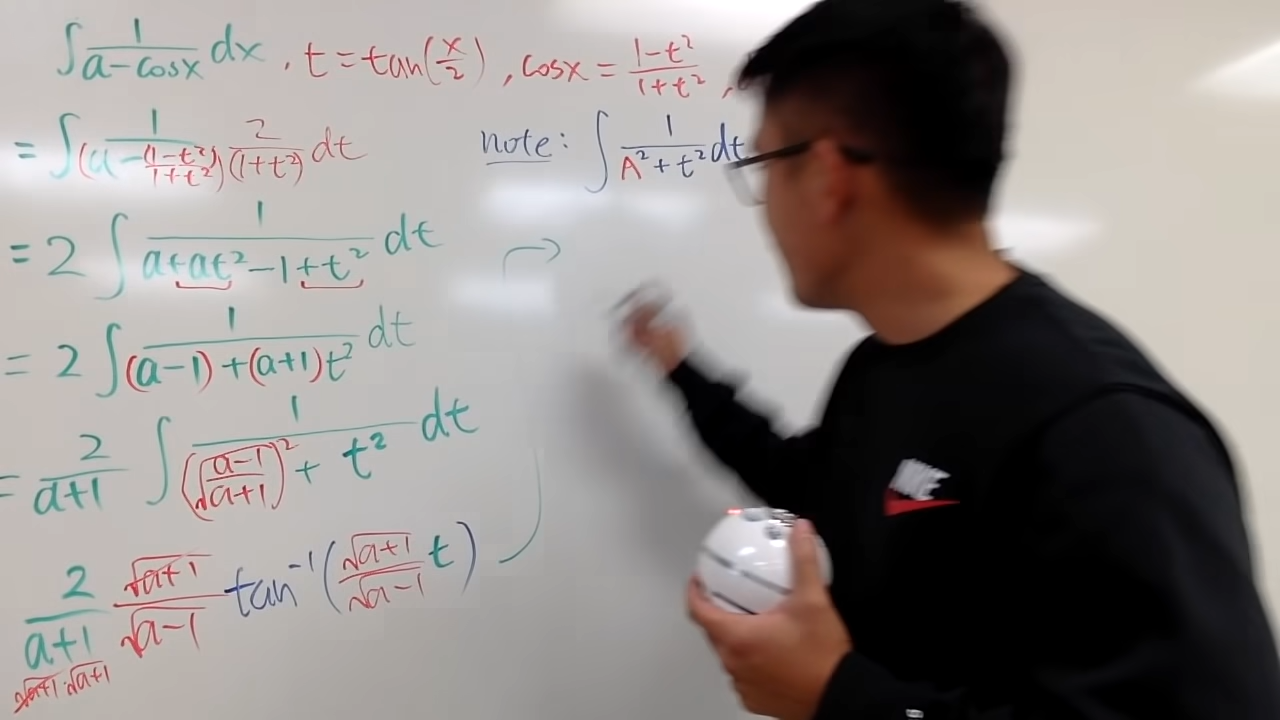 ∫ 1/(a-cosx) dx , t = tan(x/2) , cosx = (1-t²)/(1+t²) ,
= ∫ 1/(a - (1-t²)/(1+t²)) 2/(1+t²) dt
note: ∫ 1/(A² + t²) dt
= 2 ∫ 1/(a+at²-1+t²) dt
= 2 ∫ 1/((a-1)+(a+1)t²) dt
= 2/(a+1) ∫ 1/((√((a-1)/(a+1)))² + t²) dt
2/(a+1) √(a+1)/√(a-1) tan⁻¹(√(a+1)/√(a-1) t)
√(a+1)·√(a+1)
NIKE